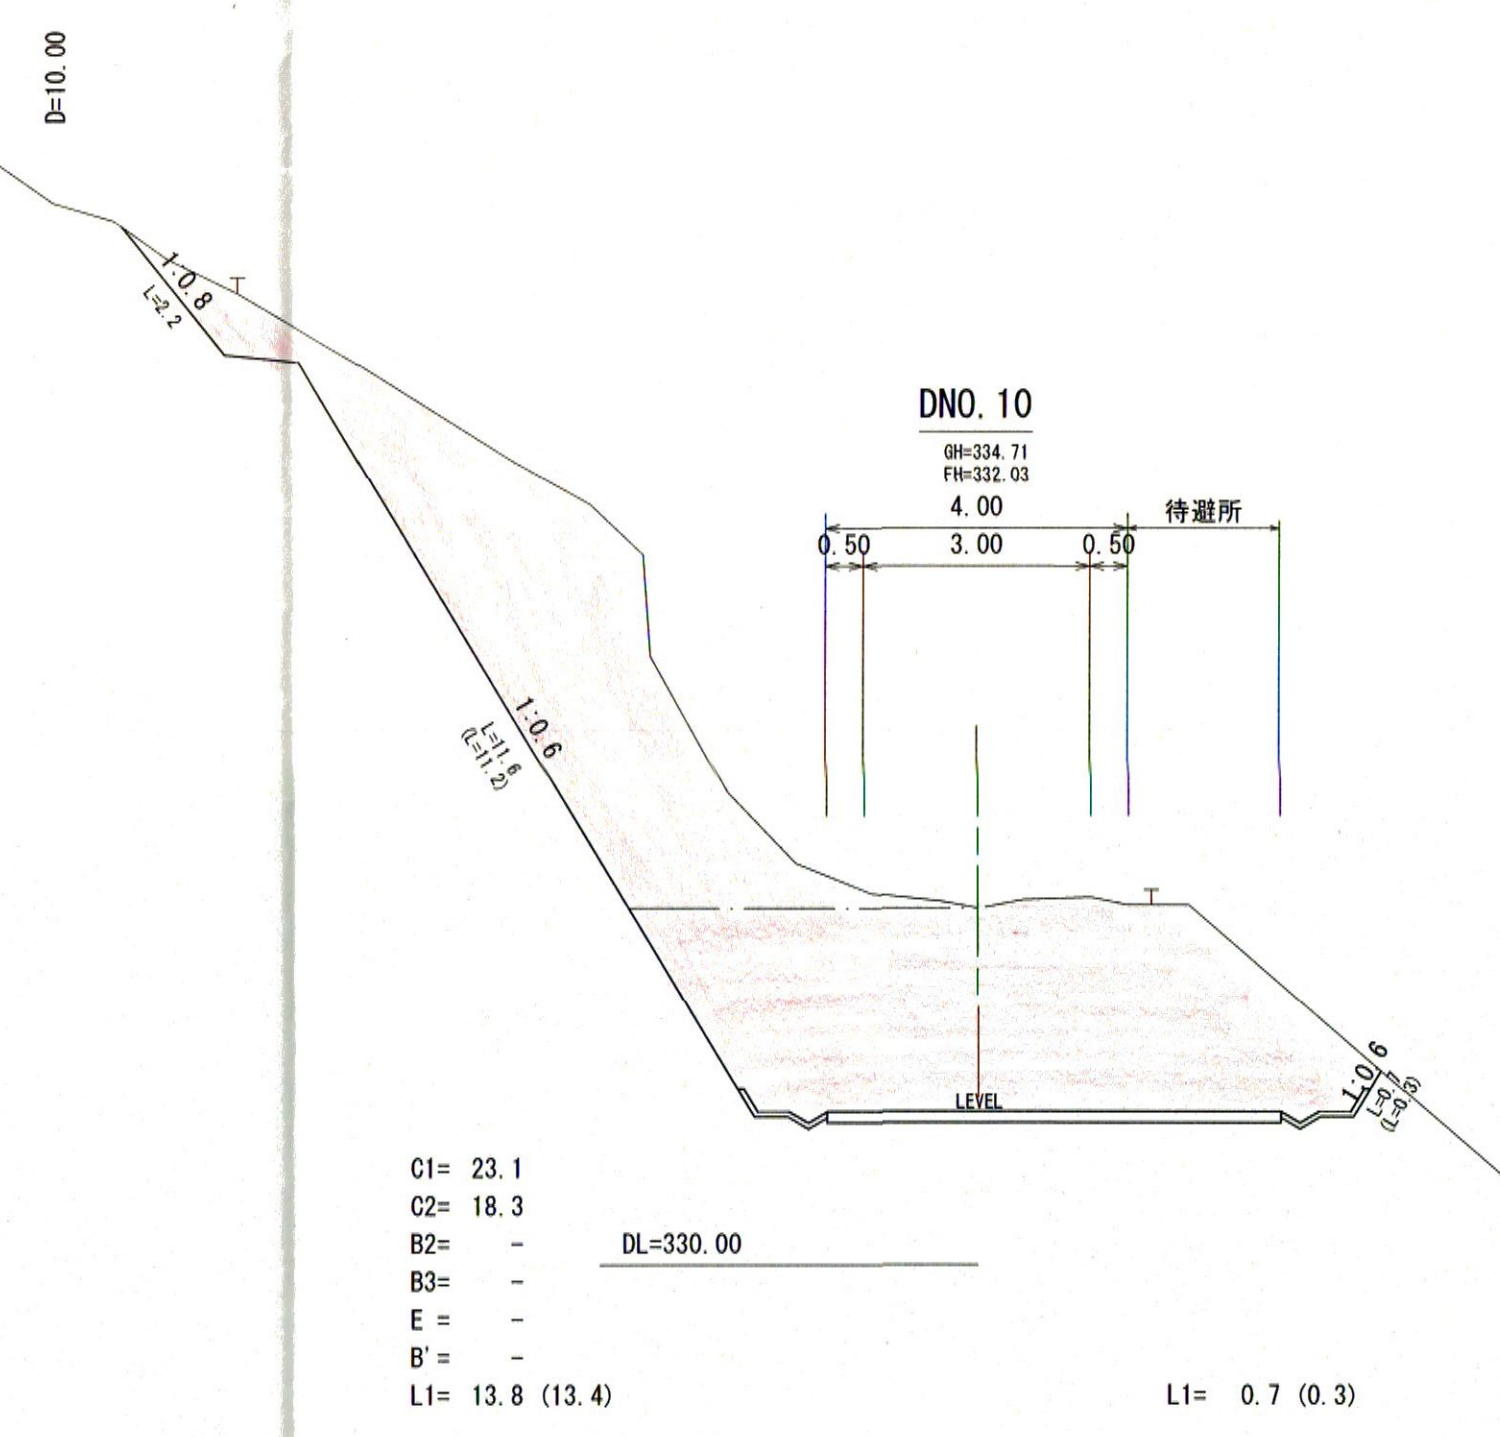 D=10.00
1:0.8
L=2.2
DNO.10
GH=334.71
FH=332.03
4.00
待避所
0.50
3.00
0.50
1:0.6
L=11.6
(L=11.2)
LEVEL
1:0.6
L=0.7
(L=0.3)
C1= 23.1
C2= 18.3
B2= -
DL=330.00
B3= -
E = -
B' = -
L1= 13.8 (13.4)
L1= 0.7 (0.3)